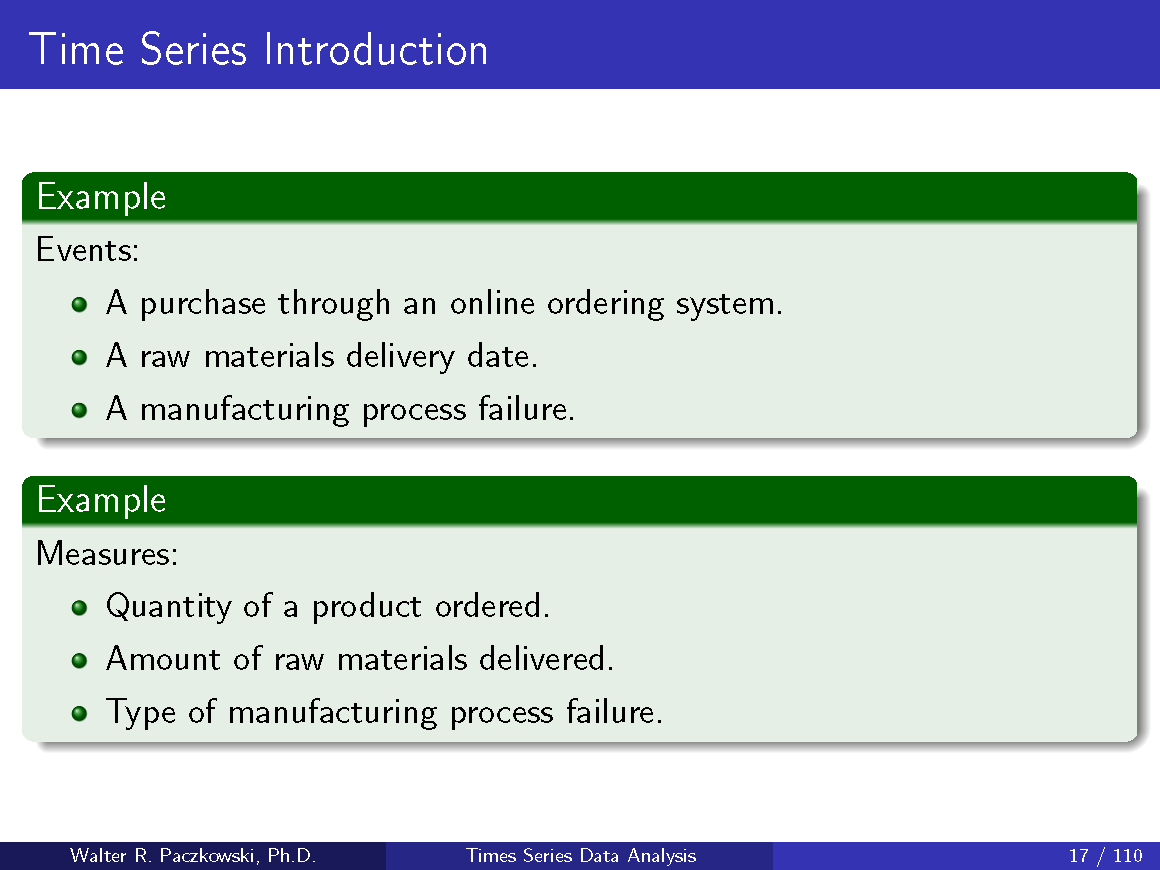 Time Series Introduction
Example
Events:
A purchase through an online ordering system.
A raw materials delivery date.
A manufacturing process failure.
Example
Measures:
Quantity of a product ordered.
Amount of raw materials delivered.
Type of manufacturing process failure.
Walter R. Paczkowski, Ph.D. Times Series Data Analysis 17 / 110